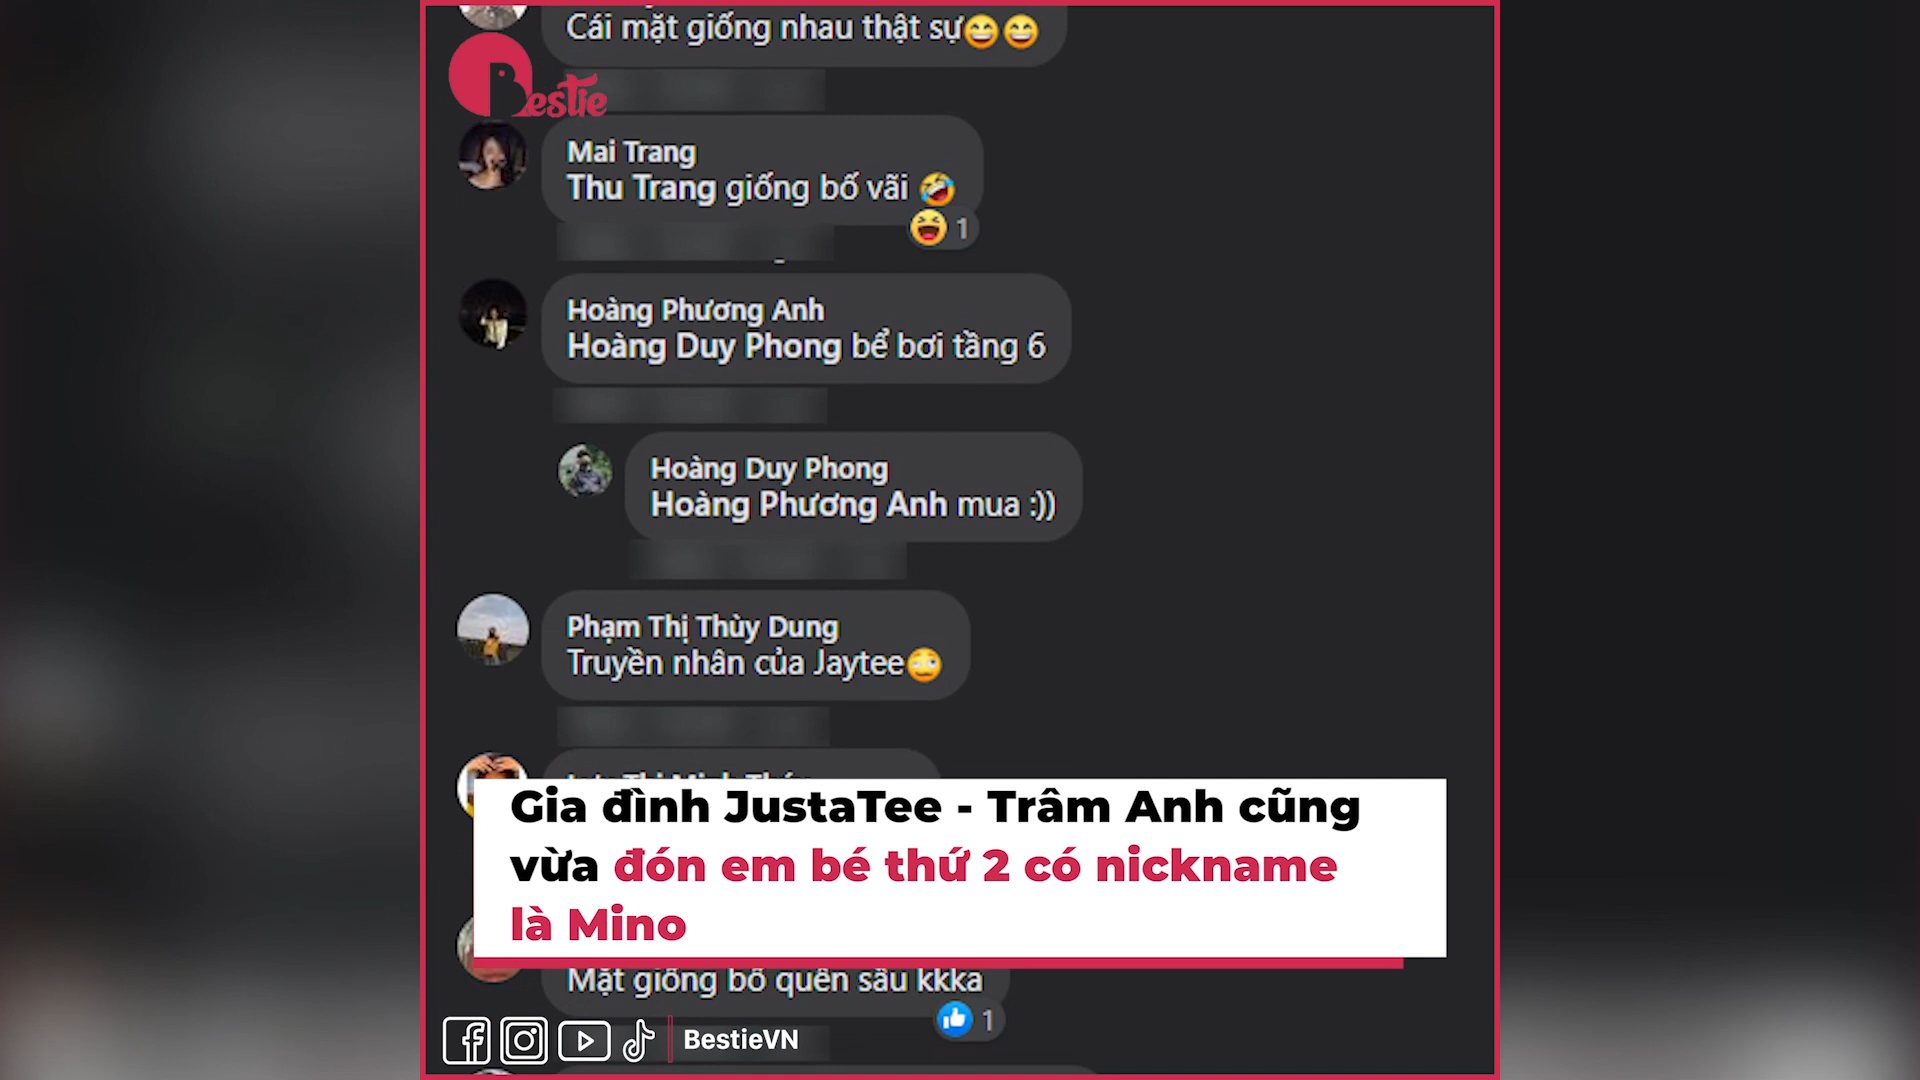 Cái mặt giống nhau thật sự😄😄
Bestie
Mai Trang
Thu Trang giống bố vãi 🤣
😆 1
Hoàng Phương Anh
Hoàng Duy Phong bể bơi tầng 6
Hoàng Duy Phong
Hoàng Phương Anh mua :))
Phạm Thị Thùy Dung
Truyền nhân của Jaytee😳
Gia đình JustaTee - Trâm Anh cũng
vừa đón em bé thứ 2 có nickname
là Mino
Mặt giống bố quên sầu kkka
1
BestieVN